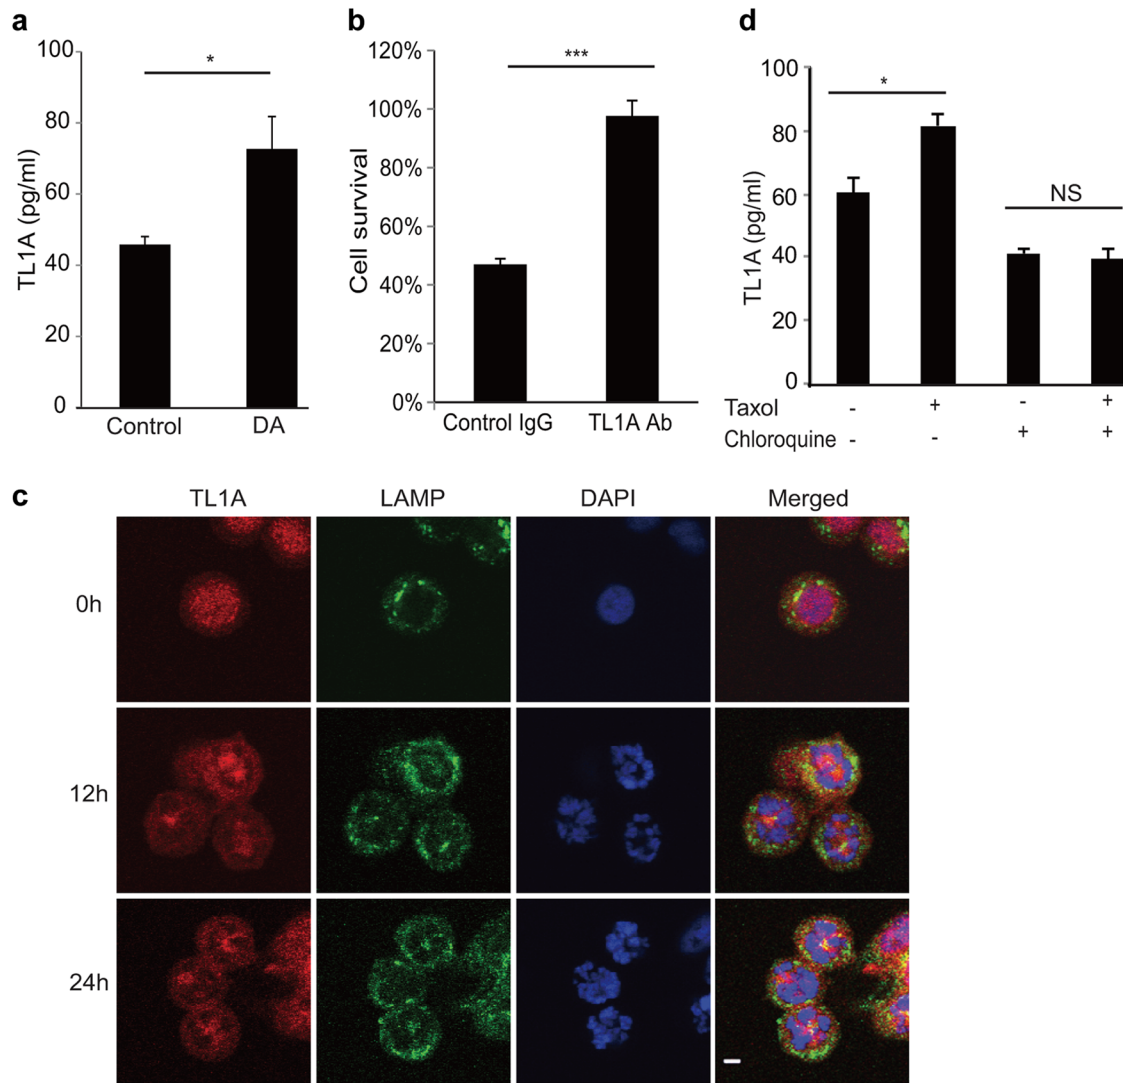 a
100
80
60
40
20
0
TL1A (pg/ml)
*
Control DA
b
120%
100%
80%
60%
40%
20%
0%
Cell survival
***
Control IgG TL1A Ab
d
100
80
60
40
20
0
TL1A (pg/ml)
*
NS
Taxol - + - +
Chloroquine - - + +
c
TL1A LAMP DAPI Merged
0h
12h
24h